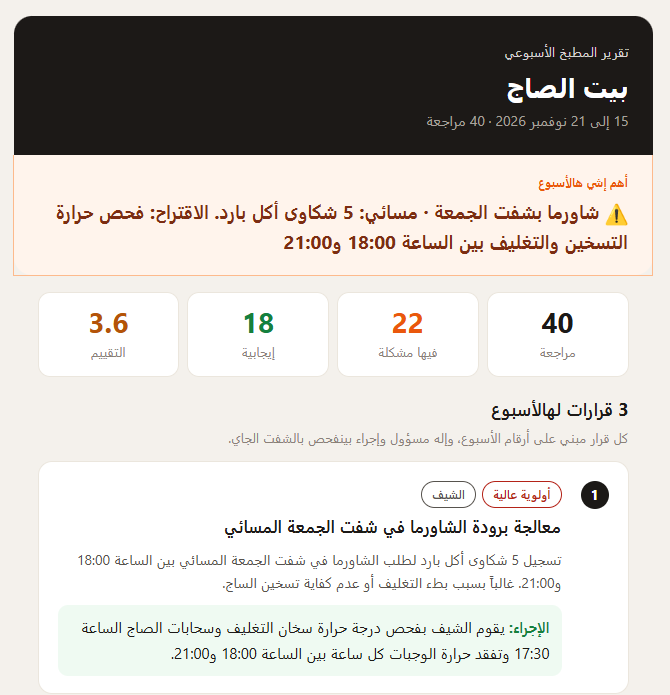 تقرير المطبخ الأسبوعي
بيت الصاج
15 إلى 21 نوفمبر 2026 · 40 مراجعة
أهم إشي هالأسبوع
⚠️ شاورما بشفت الجمعة · مسائي: 5 شكاوى أكل بارد. الاقتراح: فحص حرارة
التسخين والتغليف بين الساعة 18:00 و21:00
40
مراجعة
22
فيها مشكلة
18
إيجابية
3.6
التقييم
3 قرارات لهالأسبوع
كل قرار مبني على أرقام الأسبوع، وإله مسؤول وإجراء بينفحص بالشفت الجاي.
1
أولوية عالية
الشيف
معالجة برودة الشاورما في شفت الجمعة المسائي
تسجيل 5 شكاوى أكل بارد لطلب الشاورما في شفت الجمعة المسائي بين الساعة 18:00
و21:00. غالباً بسبب بطء التغليف أو عدم كفاية تسخين الساج.
الإجراء: يقوم الشيف بفحص درجة حرارة سخان التغليف وسحابات الصاج الساعة
17:30 وتفقد حرارة الوجبات كل ساعة بين الساعة 18:00 و21:00.